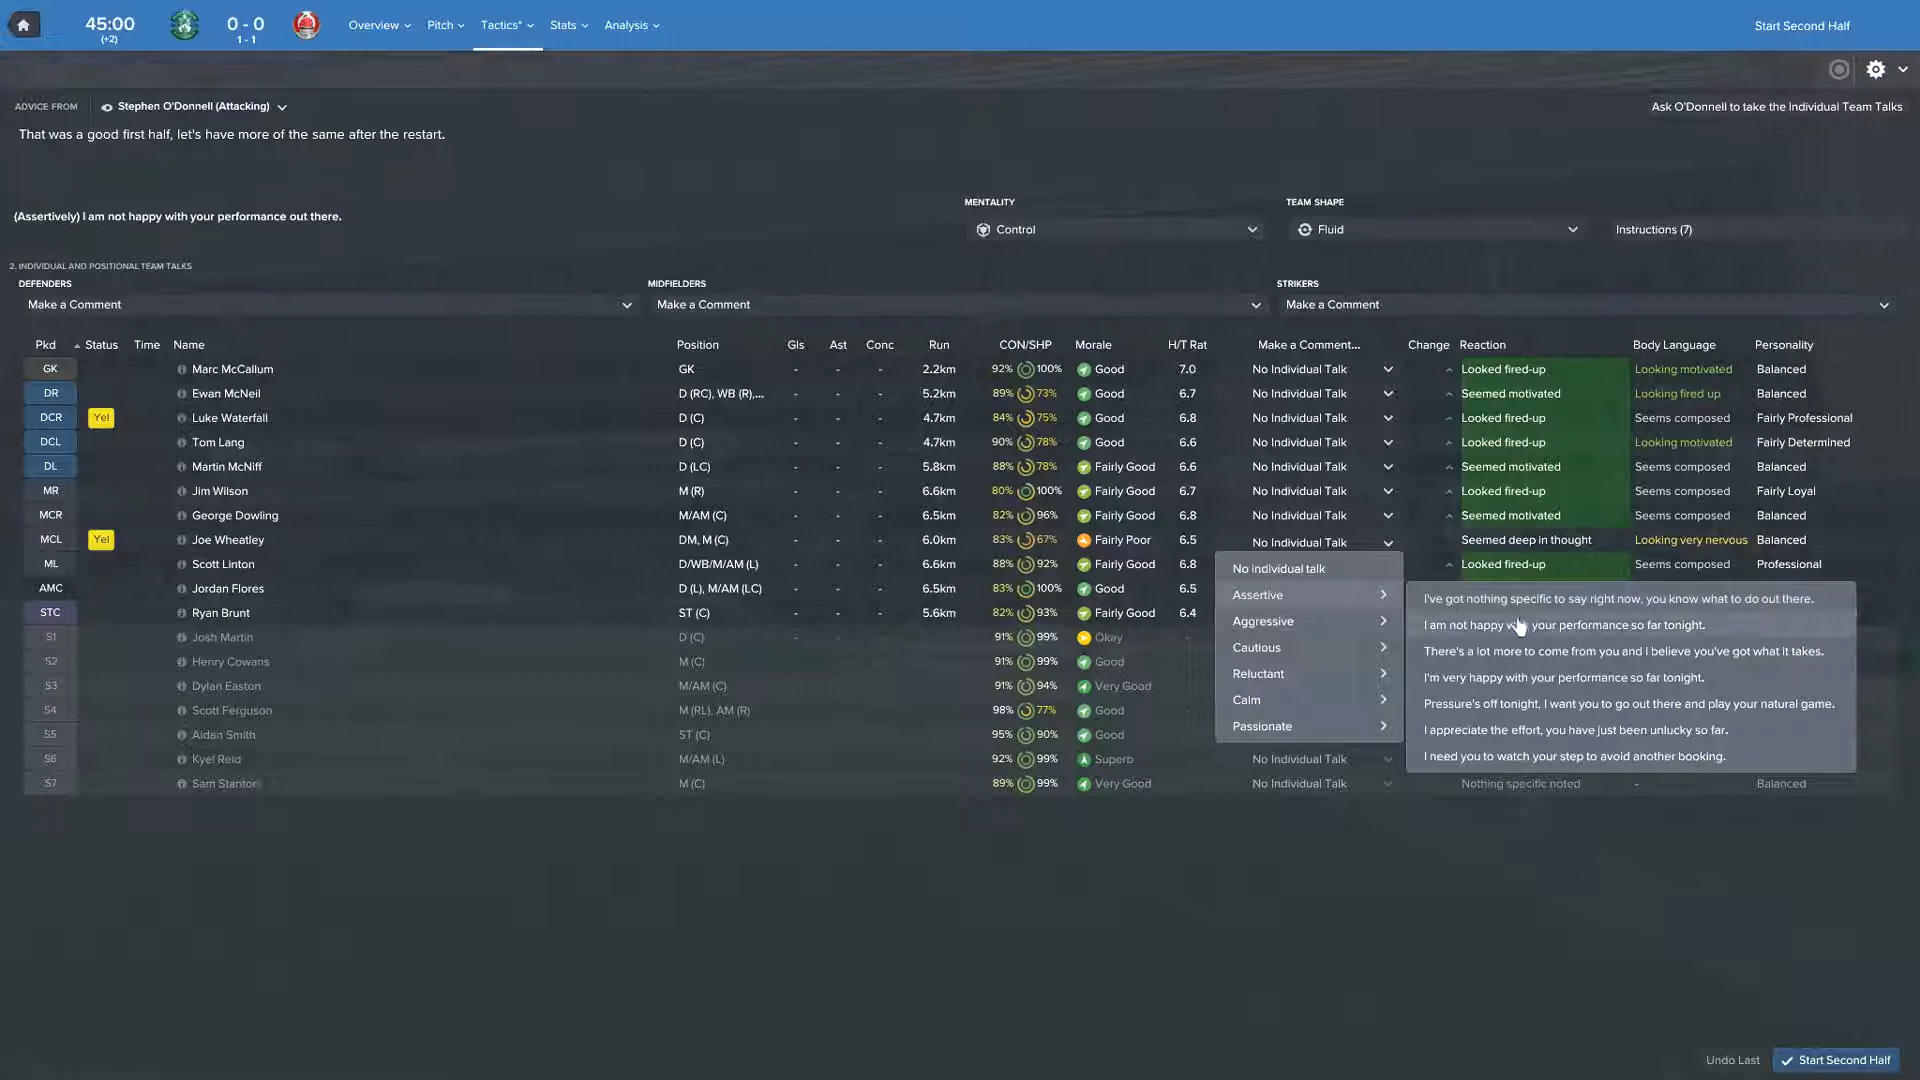 45:00 0 - 0 Overview Pitch Tactics* Stats Analysis Start Second Half
(+2) 1 - 1
ADVICE FROM Stephen O'Donnell (Attacking) Ask O'Donnell to take the Individual Team Talks
That was a good first half, let's have more of the same after the restart.
MENTALITY TEAM SHAPE
(Assertively) I am not happy with your performance out there.
Control Fluid Instructions (7)
2. INDIVIDUAL AND POSITIONAL TEAM TALKS
DEFENDERS MIDFIELDERS STRIKERS
Make a Comment Make a Comment Make a Comment
Pkd Status Time Name Position Gls Ast Conc Run CON/SHP Morale H/T Rat Make a Comment... Change Reaction Body Language Personality
GK Marc McCallum GK - - - 2.2km 92% 100% Good 7.0 No Individual Talk Looked fired-up Looking motivated Balanced
DR Ewan McNeil D (RC), WB (R),... - - - 5.2km 89% 73% Good 6.7 No Individual Talk Seemed motivated Looking fired up Balanced
DCR Yel Luke Waterfall D (C) - - - 4.7km 84% 75% Good 6.8 No Individual Talk Looked fired-up Seems composed Fairly Professional
DCL Tom Lang D (C) - - - 4.7km 90% 78% Good 6.6 No Individual Talk Looked fired-up Looking motivated Fairly Determined
DL Martin McNiff D (LC) - - - 5.8km 88% 78% Fairly Good 6.6 No Individual Talk Seemed motivated Seems composed Balanced
MR Jim Wilson M (R) - - - 6.6km 80% 100% Fairly Good 6.7 No Individual Talk Looked fired-up Seems composed Fairly Loyal
MCR George Dowling M/AM (C) - - - 6.5km 82% 96% Fairly Good 6.8 No Individual Talk Seemed motivated Seems composed Balanced
MCL Yel Joe Wheatley DM, M (C) - - - 6.0km 83% 67% Fairly Poor 6.5 No Individual Talk Seemed deep in thought Looking very nervous Balanced
ML Scott Linton D/WB/M/AM (L) - - - 6.6km 88% 92% Fairly Good 6.8 Looked fired-up Seems composed Professional
AMC Jordan Flores D (L), M/AM (LC) - - - 6.5km 83% 100% Good 6.5
STC Ryan Brunt ST (C) - - - 5.6km 82% 93% Fairly Good 6.4
S1 Josh Martin D (C) 91% 99% Okay -
S2 Henry Cowans M (C) 91% 99% Good -
S3 Dylan Easton M/AM (C) 91% 94% Very Good -
S4 Scott Ferguson M (RL), AM (R) 98% 77% Good -
S5 Aidan Smith ST (C) 95% 90% Good -
S6 Kyel Reid M/AM (L) 92% 99% Superb - No Individual Talk
S7 Sam Stanton M (C) 89% 99% Very Good - No Individual Talk Nothing specific noted - Balanced
No individual talk
Assertive
Aggressive
Cautious
Reluctant
Calm
Passionate
I've got nothing specific to say right now, you know what to do out there.
I am not happy your performance so far tonight.
There's a lot more to come from you and I believe you've got what it takes.
I'm very happy with your performance so far tonight.
Pressure's off tonight, I want you to go out there and play your natural game.
I appreciate the effort, you have just been unlucky so far.
I need you to watch your step to avoid another booking.
Undo Last Start Second Half